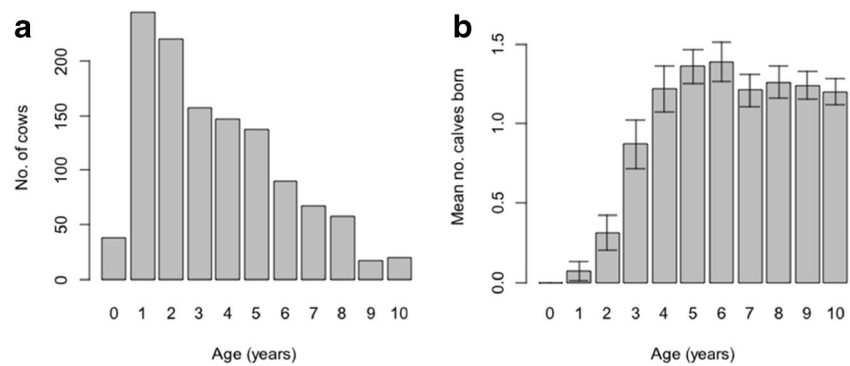 a
No. of cows
200
150
100
50
0
0 1 2 3 4 5 6 7 8 9 10
Age (years)
b
Mean no. calves born
1.5
1.0
0.5
0.0
0 1 2 3 4 5 6 7 8 9 10
Age (years)